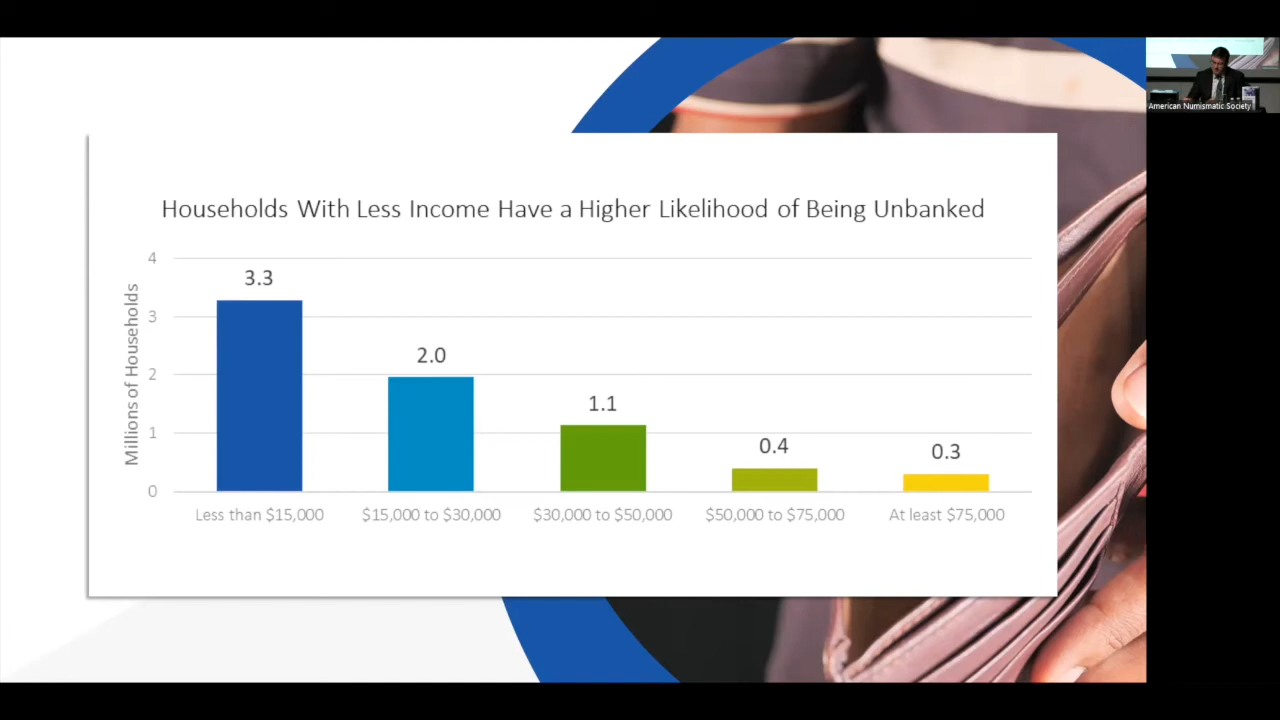 American Numismatic Society
Households With Less Income Have a Higher Likelihood of Being Unbanked
Millions of Households
4
3
2
1
0
3.3
2.0
1.1
0.4
0.3
Less than $15,000
$15,000 to $30,000
$30,000 to $50,000
$50,000 to $75,000
At least $75,000